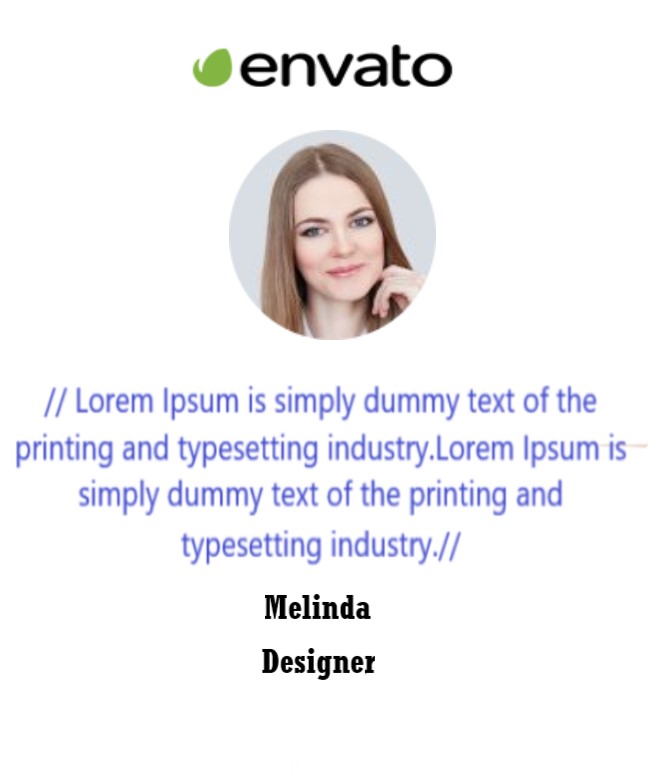 envato
// Lorem Ipsum is simply dummy text of the
printing and typesetting industry.Lorem Ipsum is
simply dummy text of the printing and
typesetting industry.//
Melinda
Designer